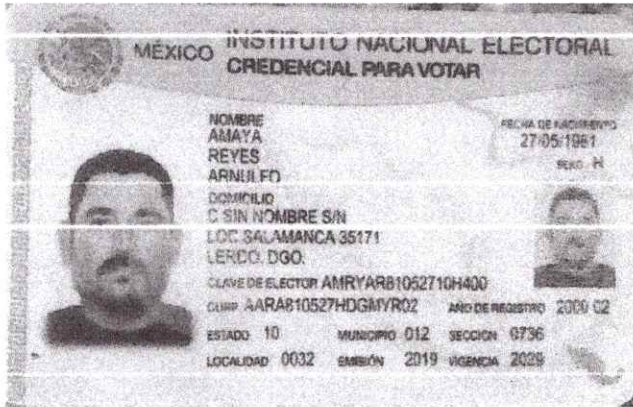 MÉXICO INSTITUTO NACIONAL ELECTORAL
CREDENCIAL PARA VOTAR
NOMBRE
AMAYA
REYES
ARNULFO
FECHA DE NACIMIENTO
27/05/1981
SEXO H
DOMICILIO
C SIN NOMBRE S/N
LOC SALAMANCA 35171
LERDO, DGO.
CLAVE DE ELECTOR AMRYAR81052710H400
CURP AARA810527HDGMYR02 AÑO DE REGISTRO 2000 02
ESTADO 10 MUNICIPIO 012 SECCIÓN 0736
LOCALIDAD 0032 EMISIÓN 2019 VIGENCIA 2029